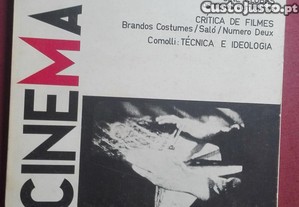 CRÍTICA DE FILMES
Brandos Costumes/Saló/Numero Deux
Comolli: TÉCNICA E IDEOLOGIA
CINEMA
CustoJusto.pt